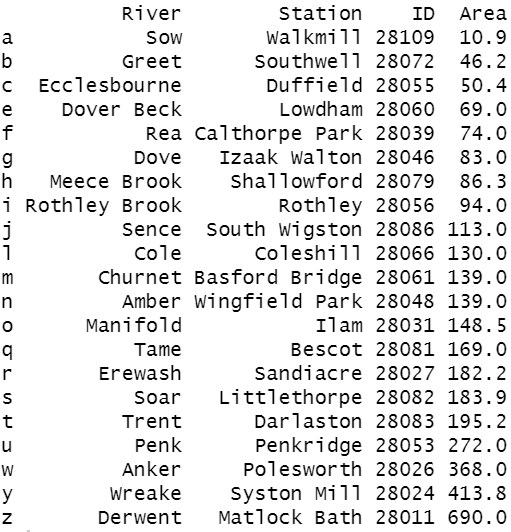 River Station ID Area
a Sow Walkmill 28109 10.9
b Greet Southwell 28072 46.2
c Ecclesbourne Duffield 28055 50.4
e Dover Beck Lowdham 28060 69.0
f Rea Calthorpe Park 28039 74.0
g Dove Izaak Walton 28046 83.0
h Meece Brook Shallowford 28079 86.3
i Rothley Brook Rothley 28056 94.0
j Sence South Wigston 28086 113.0
l Cole Coleshill 28066 130.0
m Churnet Basford Bridge 28061 139.0
n Amber Wingfield Park 28048 139.0
o Manifold Ilam 28031 148.5
q Tame Bescot 28081 169.0
r Erewash Sandiacre 28027 182.2
s Soar Littlethorpe 28082 183.9
t Trent Darlaston 28083 195.2
u Penk Penkridge 28053 272.0
w Anker Polesworth 28026 368.0
y Wreake Syston Mill 28024 413.8
z Derwent Matlock Bath 28011 690.0